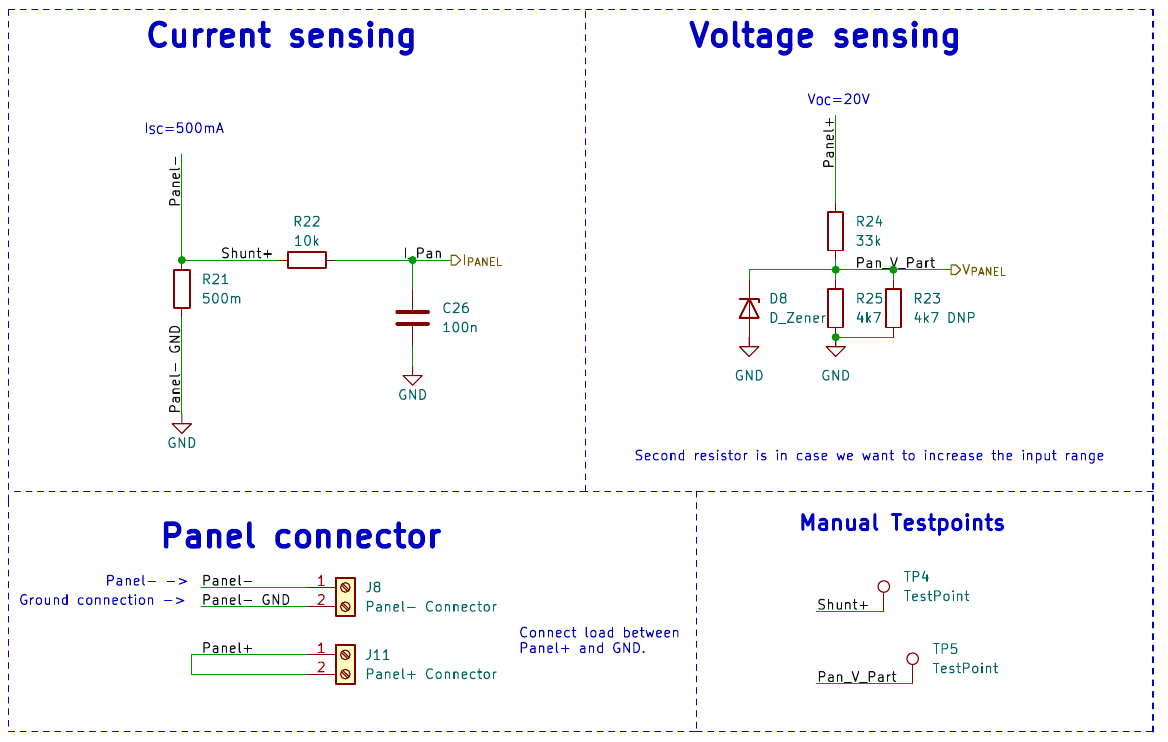 Current sensing
Isc=500mA
Panel-
Shunt+
R22
10k
I_Pan
IPANEL
R21
500m
C26
100n
Panel- GND
GND
GND
Voltage sensing
Voc=20V
Panel+
R24
33k
Pan_V_Part
VPANEL
D8
D_Zener
R25
4k7
R23
4k7 DNP
GND
GND
Second resistor is in case we want to increase the input range
Panel connector
Panel- ->
Panel-
1
J8
Ground connection ->
Panel- GND
2
Panel- Connector
Panel+
1
J11
2
Panel+ Connector
Connect load between
Panel+ and GND.
Manual Testpoints
TP4
TestPoint
Shunt+
TP5
TestPoint
Pan_V_Part